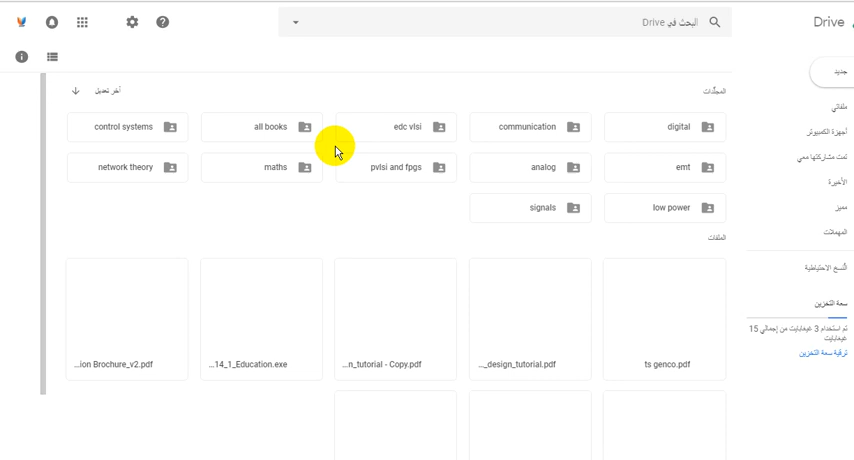 Drive
البحث في Drive
جديد
ملفاتي
أجهزة الكمبيوتر
تمت مشاركتها معي
الأخيرة
مميز
المهملات
النُسخ الاحتياطية
سعة التخزين
تم استخدام 3 غيغابايت من إجمالي 15 غيغابايت
ترقية سعة التخزين
المجلّدات
آخر تعديل
digital
communication
edc vlsi
all books
control systems
emt
analog
pvlsi and fpgs
maths
network theory
low power
signals
الملفات
ts genco.pdf
..._design_tutorial.pdf
...n_tutorial - Copy.pdf
...14_1_Education.exe
...ion Brochure_v2.pdf